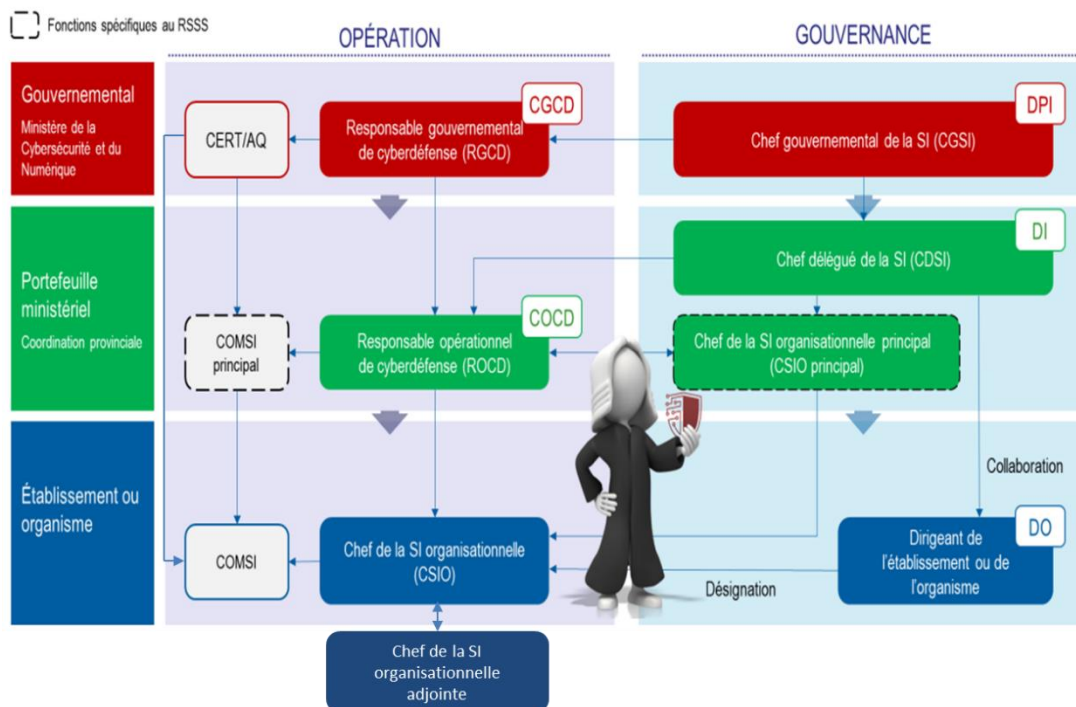 Fonctions spécifiques au RSSS
OPÉRATION
GOUVERNANCE
Gouvernemental
Ministère de la
Cybersécurité et du
Numérique
CERT/AQ
CGCD
Responsable gouvernemental
de cyberdéfense (RGCD)
DPI
Chef gouvernemental de la SI (CGSI)
DI
Chef délégué de la SI (CDSI)
Portefeuille
ministériel
Coordination provinciale
COMSI
principal
COCD
Responsable opérationnel
de cyberdéfense (ROCD)
Chef de la SI organisationnelle principal
(CSIO principal)
Établissement ou
organisme
Collaboration
COMSI
Chef de la SI organisationnelle
(CSIO)
Désignation
DO
Dirigeant de
l'établissement ou de
l'organisme
Chef de la SI
organisationnelle
adjointe